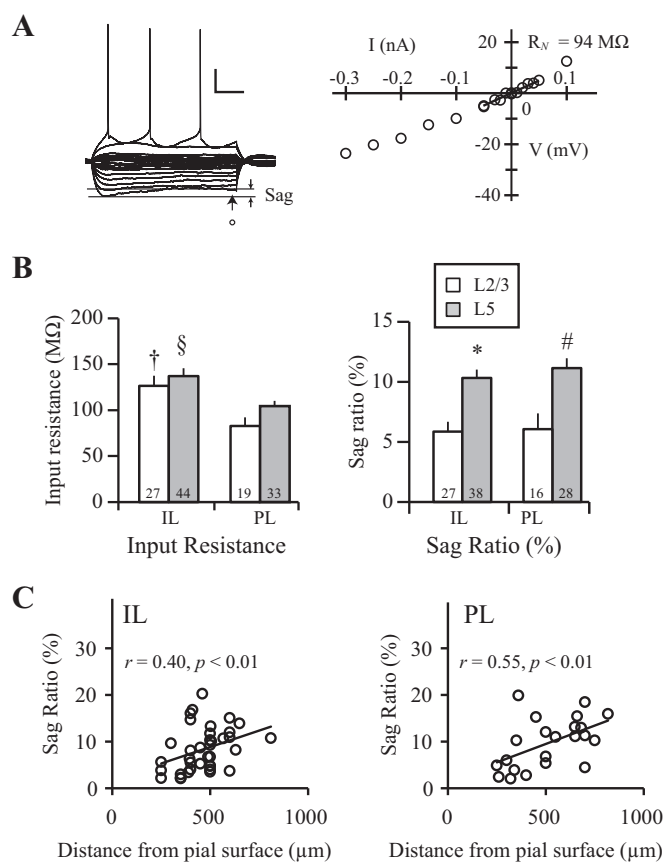 A
I (nA)
20
R_N = 94 MΩ
-0.3
-0.2
-0.1
0.1
0
-20
V (mV)
-40
Sag
B
L2/3
L5
200
150
100
50
0
Input resistance (MΩ)
† §
27 44 19 33
IL PL
Input Resistance
15
10
5
0
Sag ratio (%)
* #
27 38 16 28
IL PL
Sag Ratio (%)
C
IL
30
20
10
0
Sag Ratio (%)
r = 0.40, p < 0.01
0 500 1000
Distance from pial surface (µm)
PL
30
20
10
0
Sag Ratio (%)
r = 0.55, p < 0.01
0 500 1000
Distance from pial surface (µm)